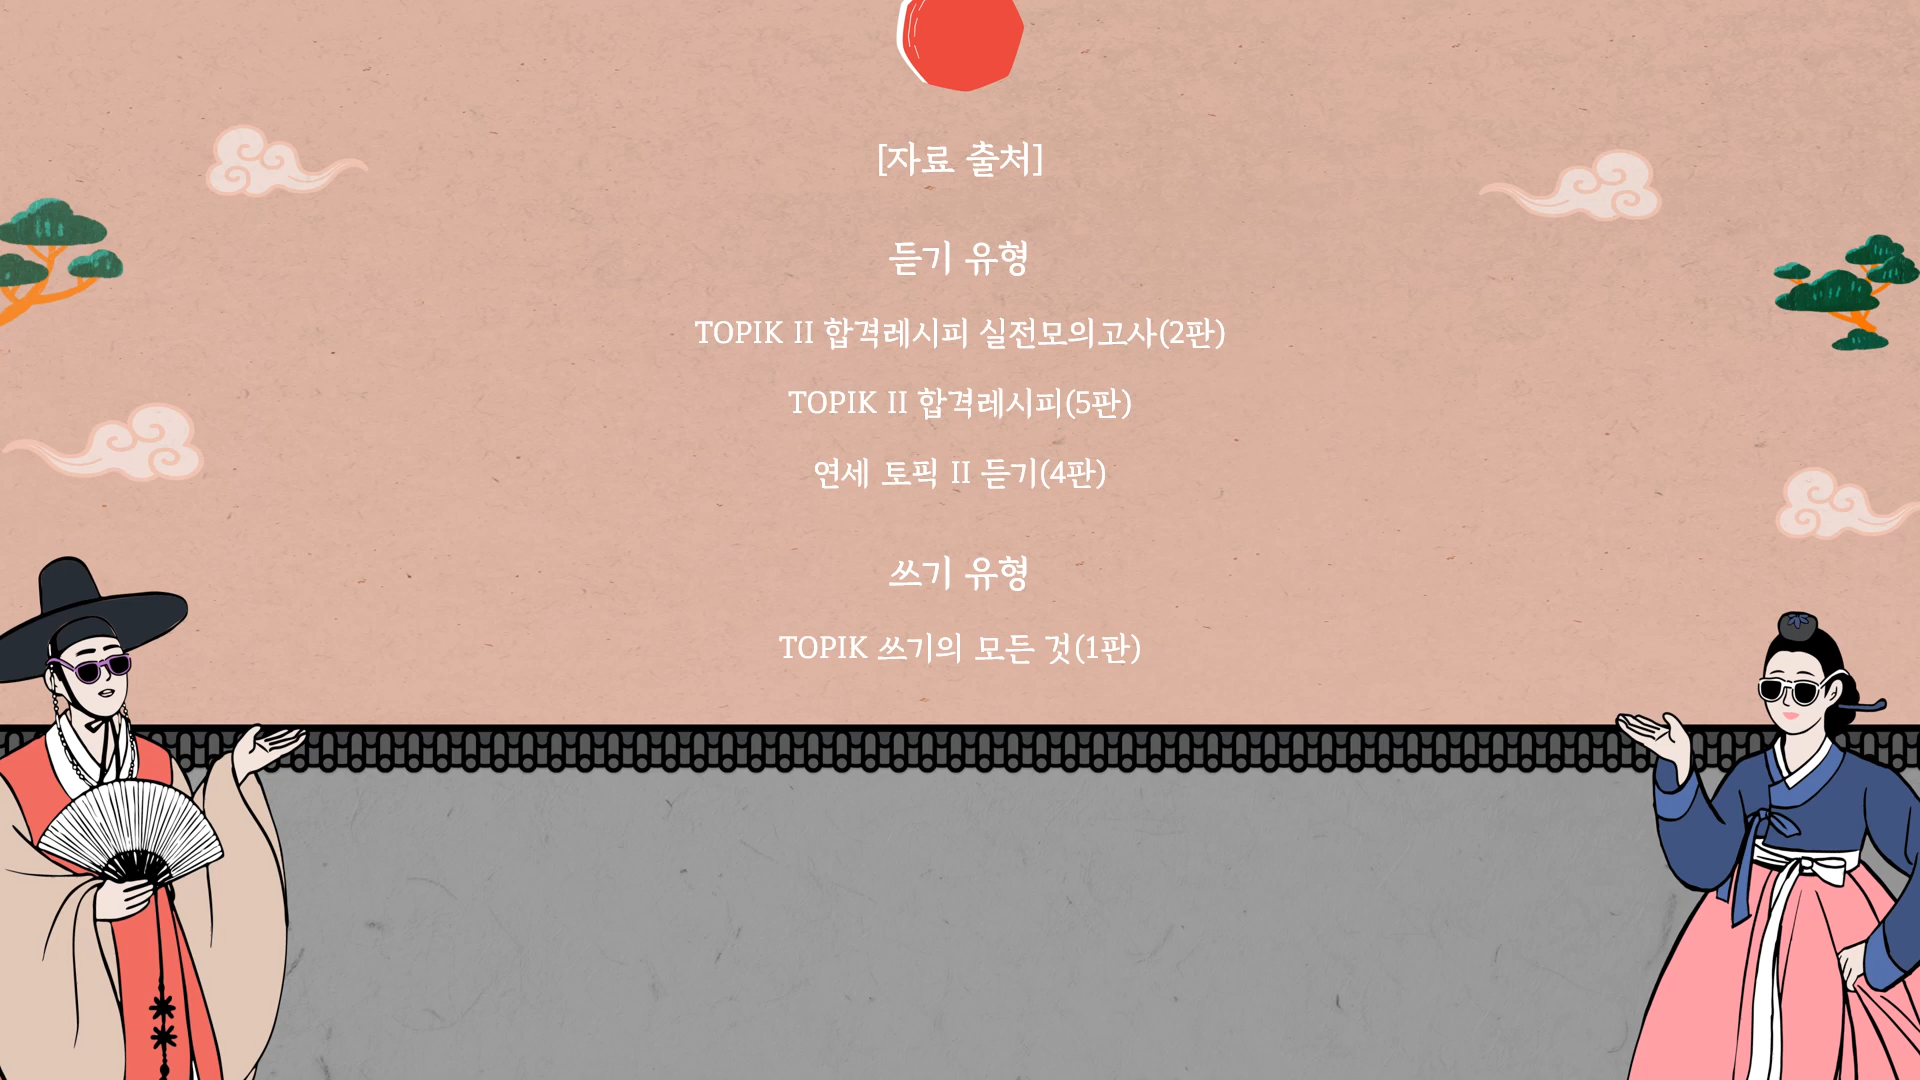 [자료 출처]
듣기 유형
TOPIK II 합격레시피 실전모의고사(2판)
TOPIK II 합격레시피(5판)
연세 토픽 II 듣기(4판)
쓰기 유형
TOPIK 쓰기의 모든 것(1판)